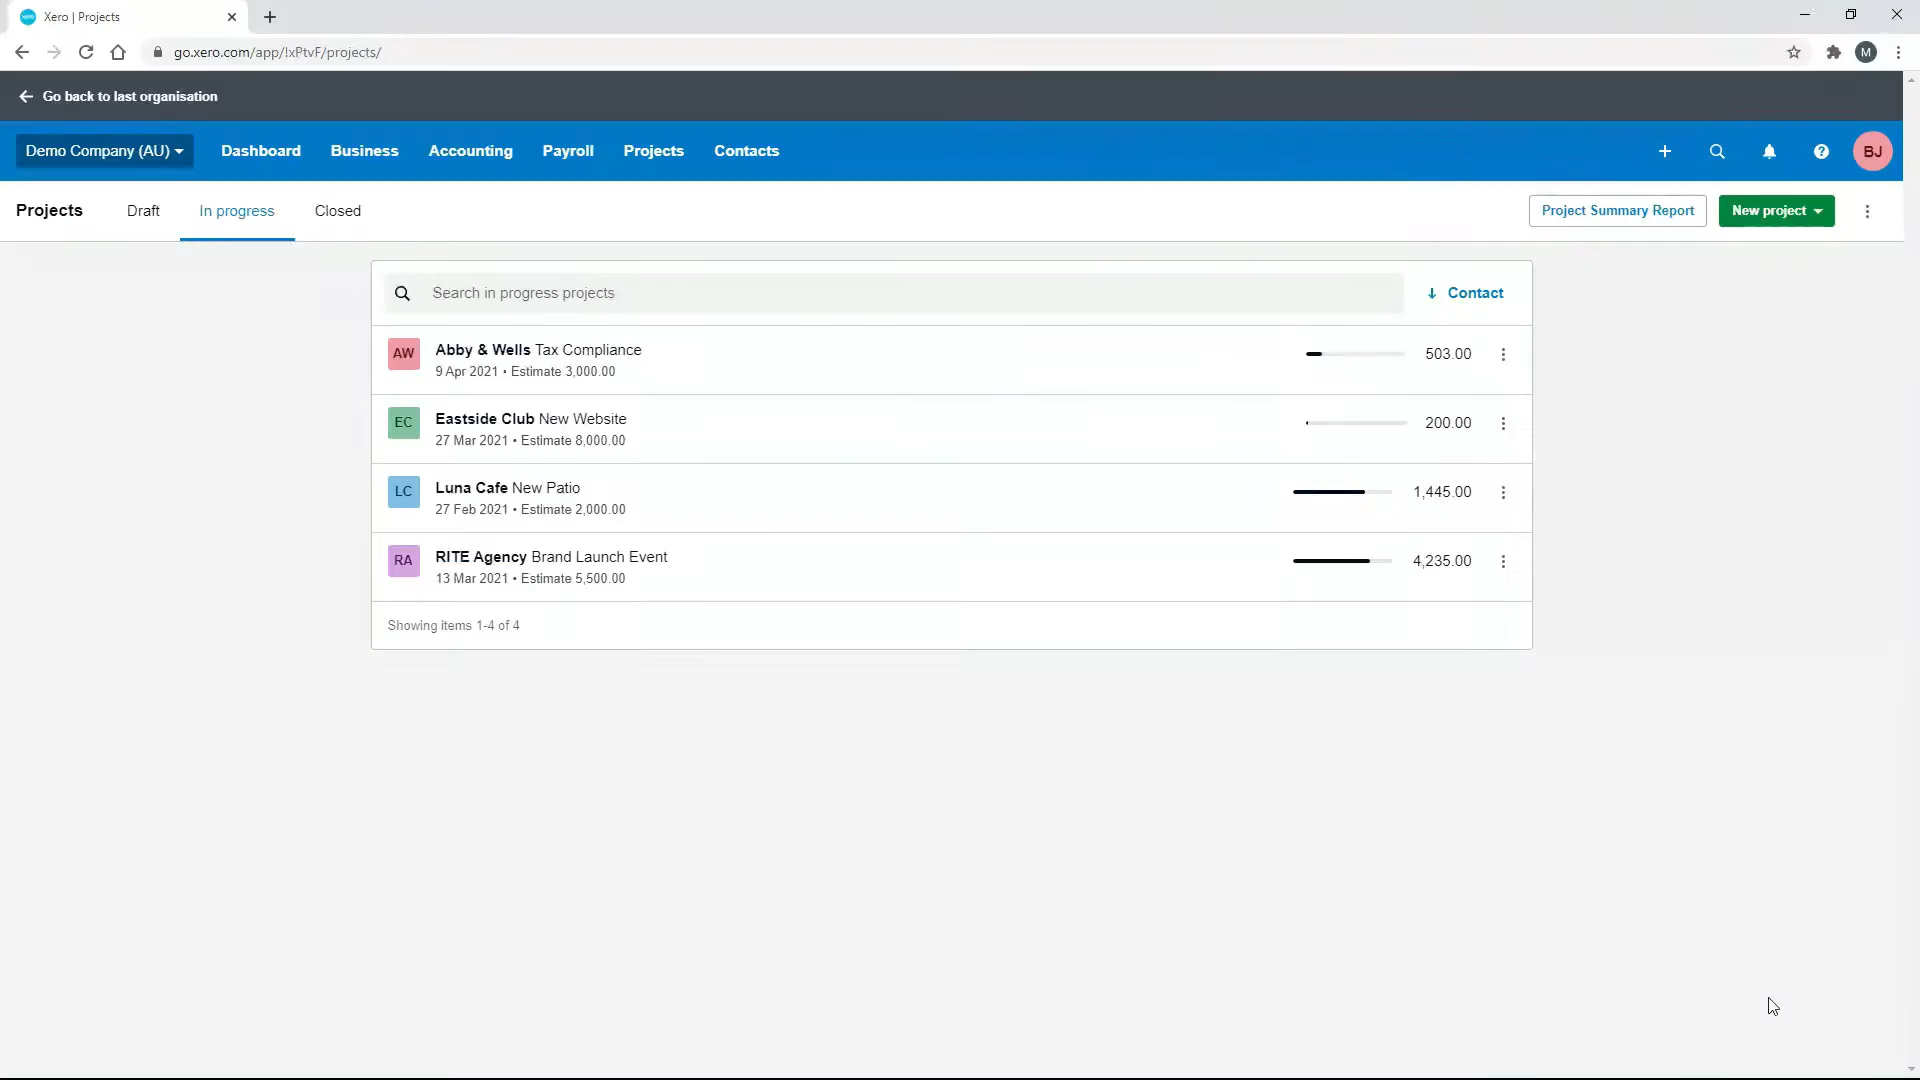 Xero | Projects
go.xero.com/app/!xPtvF/projects/
M
Go back to last organisation
Demo Company (AU) Dashboard Business Accounting Payroll Projects Contacts BJ
Projects Draft In progress Closed Project Summary Report New project
Search in progress projects Contact
AW Abby & Wells Tax Compliance 503.00
9 Apr 2021 • Estimate 3,000.00
EC Eastside Club New Website 200.00
27 Mar 2021 • Estimate 8,000.00
LC Luna Cafe New Patio 1,445.00
27 Feb 2021 • Estimate 2,000.00
RA RITE Agency Brand Launch Event 4,235.00
13 Mar 2021 • Estimate 5,500.00
Showing items 1-4 of 4